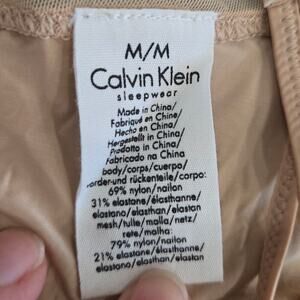 M/M
Calvin Klein
sleepwear
Made in China/
Fabriqué en Chine/
Hecho en China/
Hergestellt in China/
Prodotto in China/
Fabricado na China
body/corps/cuerpo/
vorder-und rückenteile/corpo:
69% nylon/nailon
31% elastane/élasthanne/
elastano/elasthan/elastan
mesh/tulle/malla/netz/
rete/malha:
79% nylon/nailon
21% elastane/élasthanne/
elastano/elasthan/elastan